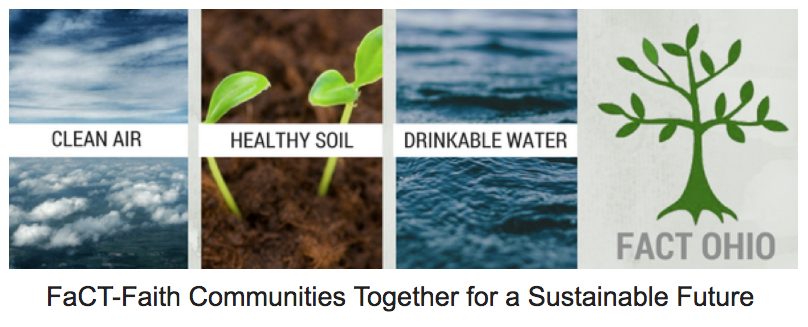 CLEAN AIR
HEALTHY SOIL
DRINKABLE WATER
FACT OHIO
FaCT-Faith Communities Together for a Sustainable Future